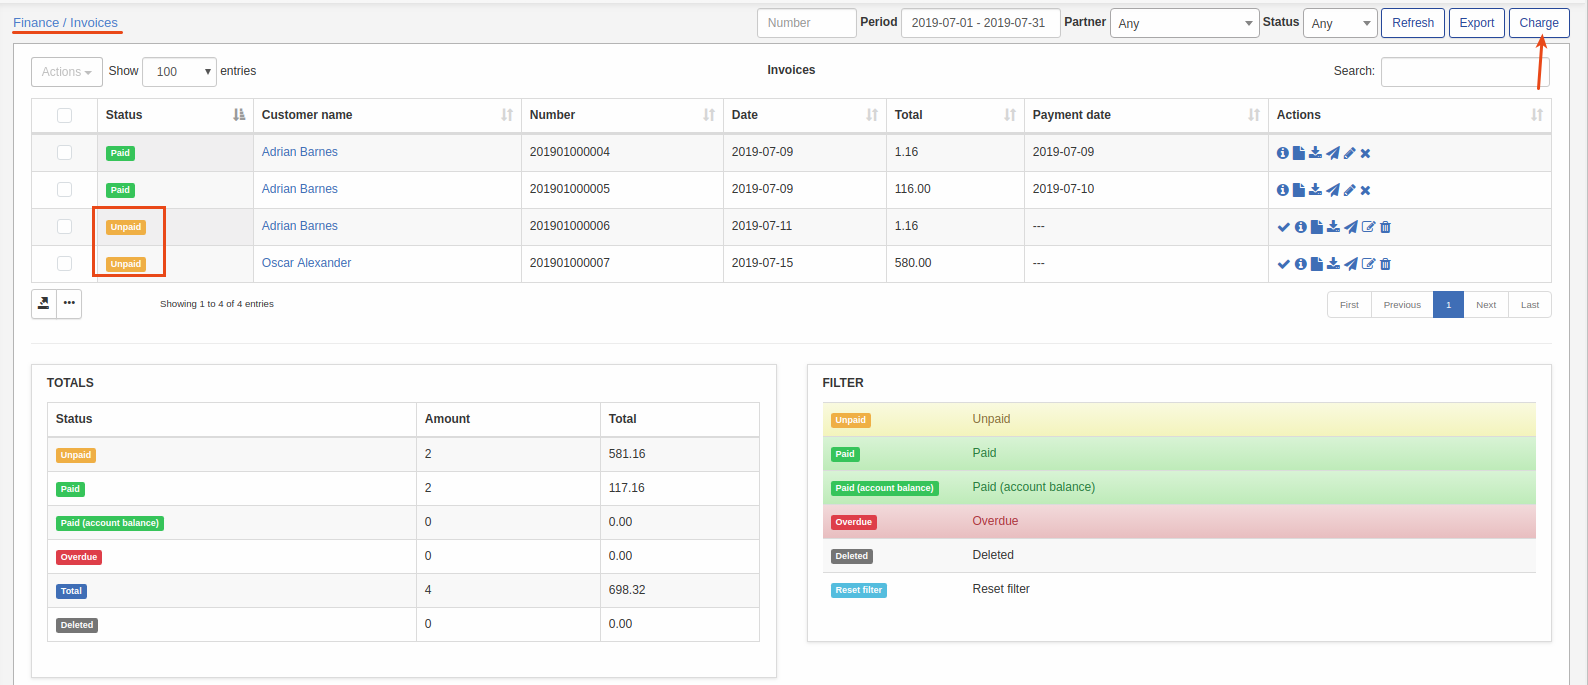 Finance / Invoices Number Period 2019-07-01 - 2019-07-31 Partner Any Status Any Refresh Export Charge
Actions Show 100 entries Invoices Search:
Status Customer name Number Date Total Payment date Actions
Paid Adrian Barnes 201901000004 2019-07-09 1.16 2019-07-09
Paid Adrian Barnes 201901000005 2019-07-09 116.00 2019-07-10
Unpaid Adrian Barnes 201901000006 2019-07-11 1.16 ---
Unpaid Oscar Alexander 201901000007 2019-07-15 580.00 ---
Showing 1 to 4 of 4 entries First Previous 1 Next Last
TOTALS
Status Amount Total
Unpaid 2 581.16
Paid 2 117.16
Paid (account balance) 0 0.00
Overdue 0 0.00
Total 4 698.32
Deleted 0 0.00
FILTER
Unpaid Unpaid
Paid Paid
Paid (account balance) Paid (account balance)
Overdue Overdue
Deleted Deleted
Reset filter Reset filter